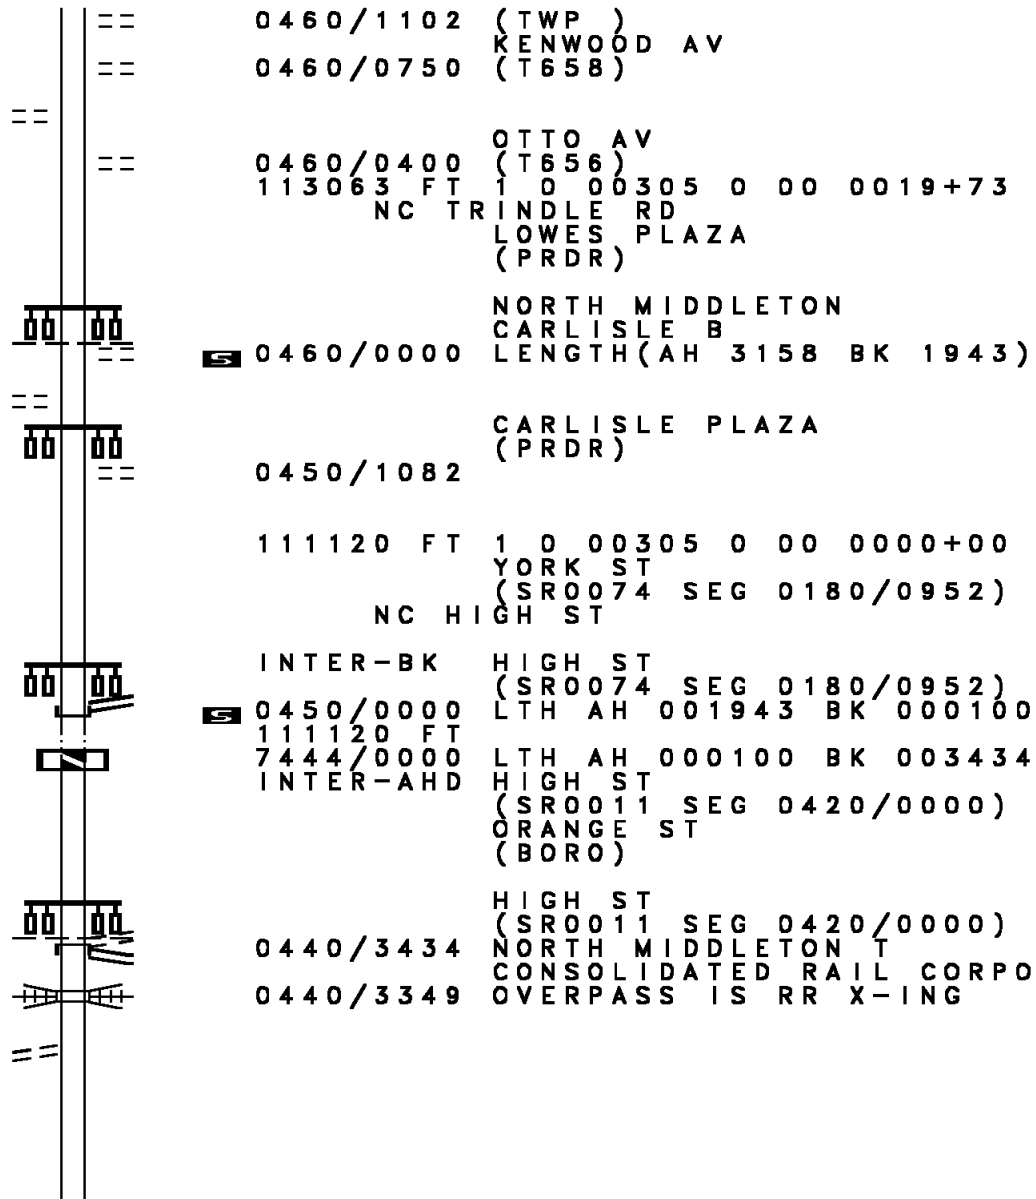 0460/1102 (TWP )
KENWOOD AV
0460/0750 (T658)
OTTO AV
0460/0400 (T656)
113063 FT 1 0 00305 0 00 0019+73
NC TRINDLE RD
LOWES PLAZA
(PRDR)
NORTH MIDDLETON
CARLISLE B
S 0460/0000 LENGTH(AH 3158 BK 1943)
CARLISLE PLAZA
(PRDR)
0450/1082
111120 FT 1 0 00305 0 00 0000+00
YORK ST
(SR0074 SEG 0180/0952)
NC HIGH ST
INTER-BK HIGH ST
(SR0074 SEG 0180/0952)
S 0450/0000 LTH AH 001943 BK 000100
111120 FT
7444/0000 LTH AH 000100 BK 003434
INTER-AHD HIGH ST
(SR0011 SEG 0420/0000)
ORANGE ST
(BORO)
HIGH ST
(SR0011 SEG 0420/0000)
0440/3434 NORTH MIDDLETON T
CONSOLIDATED RAIL CORPO
0440/3349 OVERPASS IS RR X-ING